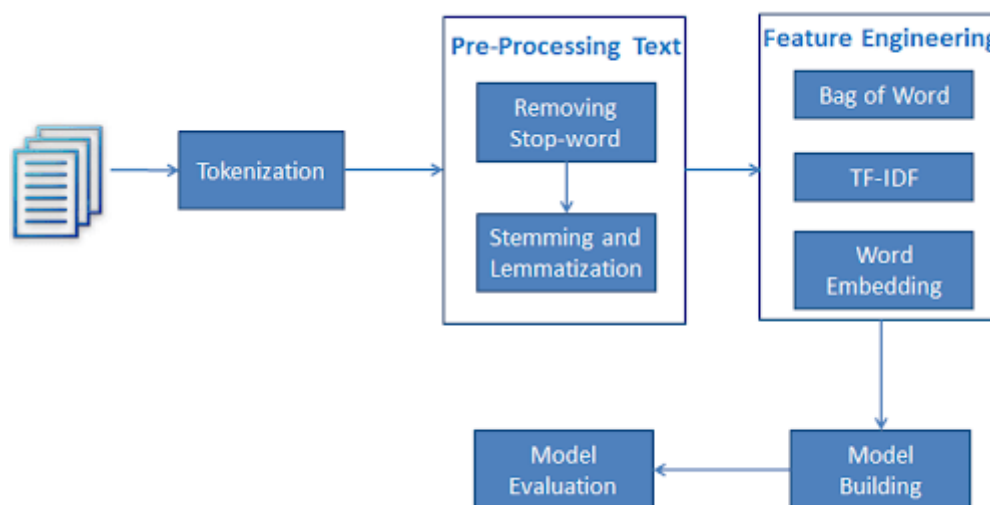 Pre-Processing Text
Feature Engineering
Removing
Stop-word
Bag of Word
Tokenization
TF-IDF
Stemming and
Lemmatization
Word
Embedding
Model
Evaluation
Model
Building